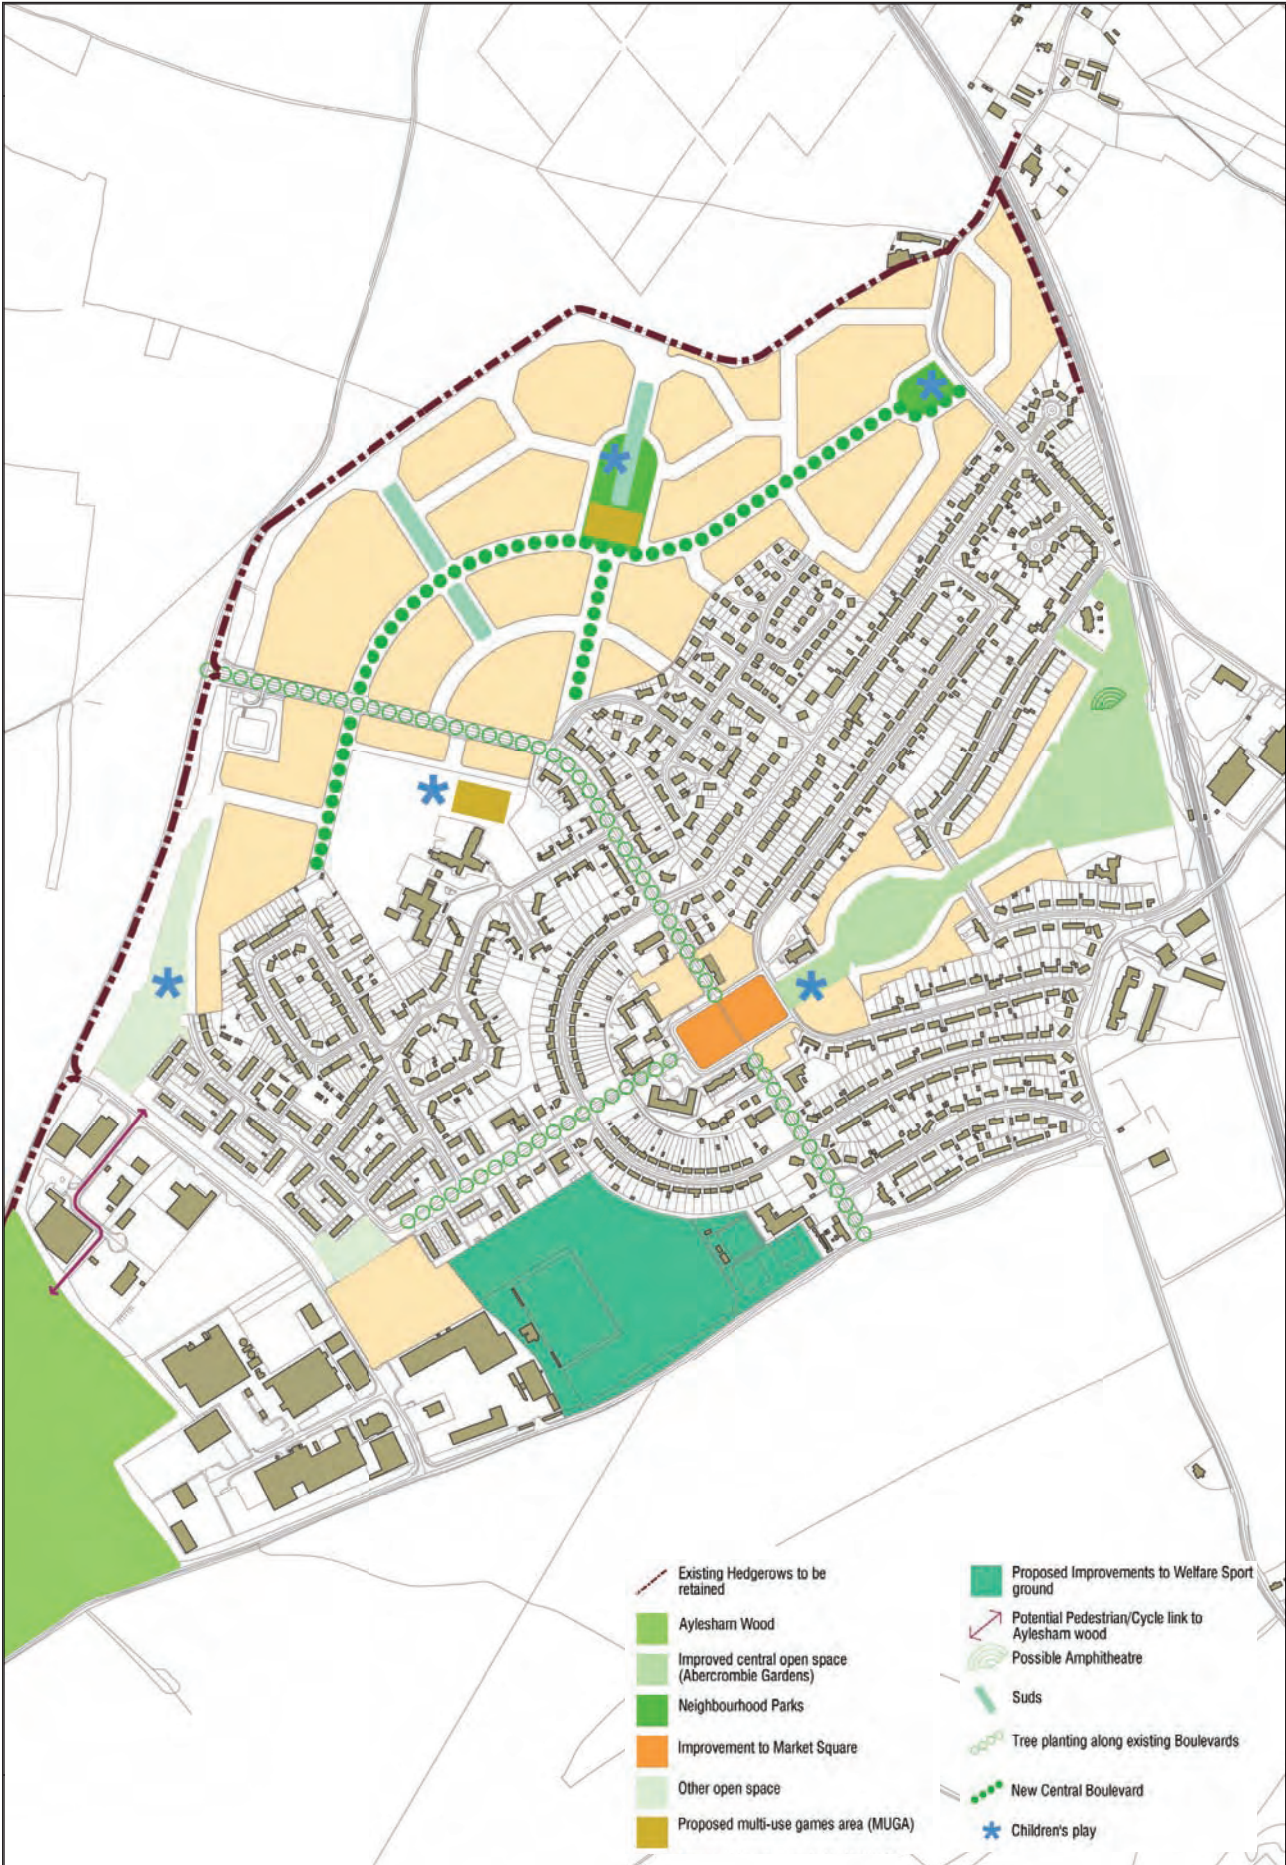 Existing Hedgerows to be
retained
Aylesham Wood
Improved central open space
(Abercrombie Gardens)
Neighbourhood Parks
Improvement to Market Square
Other open space
Proposed multi-use games area (MUGA)
Proposed Improvements to Welfare Sport
ground
Potential Pedestrian/Cycle link to
Aylesham wood
Possible Amphitheatre
Suds
Tree planting along existing Boulevards
New Central Boulevard
Children's play